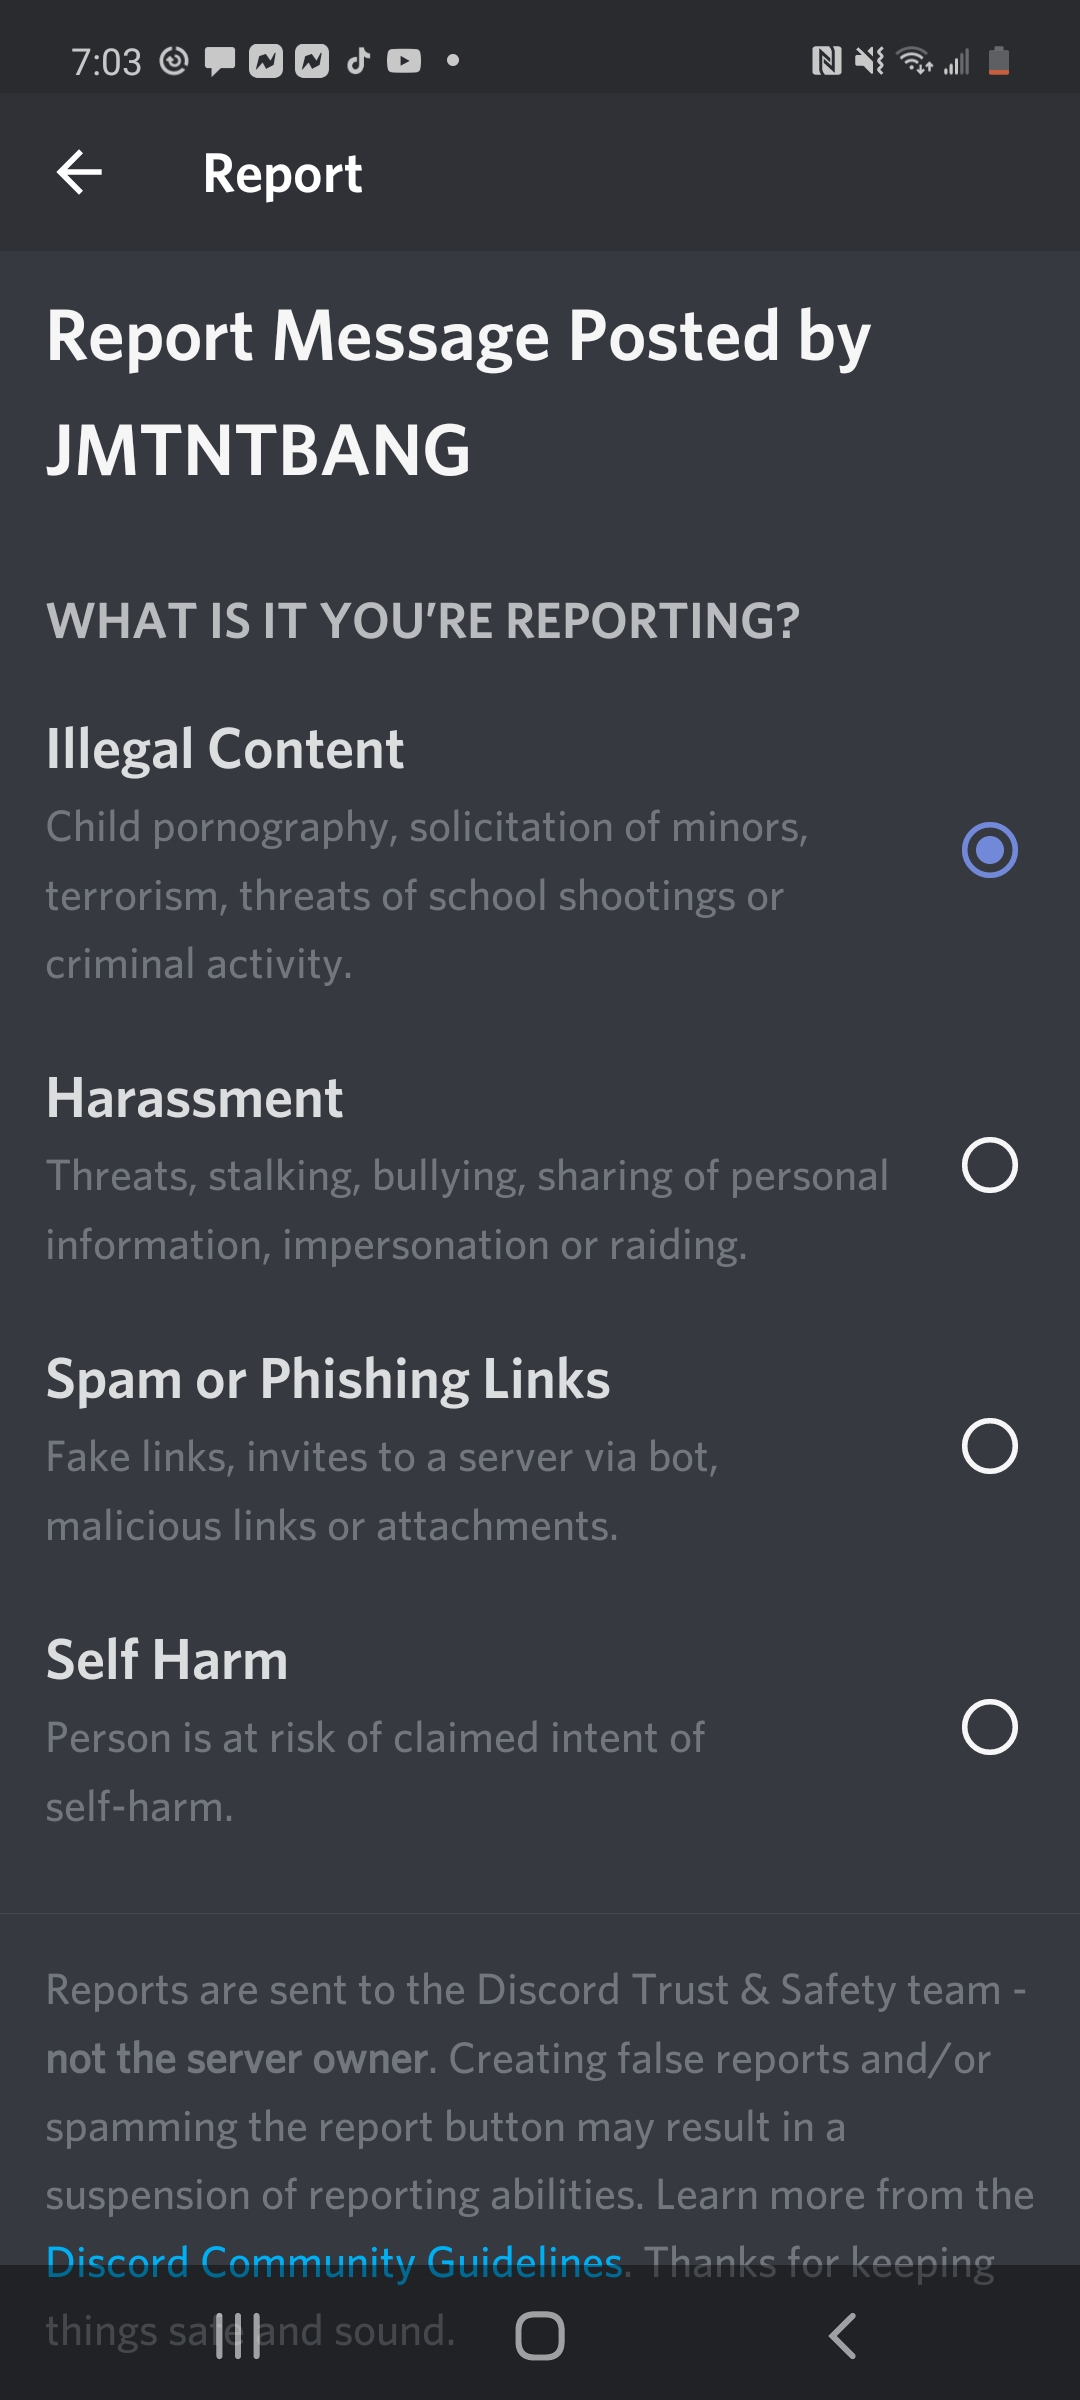 7:03
Report
Report Message Posted by
JMTNTBANG
WHAT IS IT YOU'RE REPORTING?
Illegal Content
Child pornography, solicitation of minors,
terrorism, threats of school shootings or
criminal activity.
Harassment
Threats, stalking, bullying, sharing of personal
information, impersonation or raiding.
Spam or Phishing Links
Fake links, invites to a server via bot,
malicious links or attachments.
Self Harm
Person is at risk of claimed intent of
self-harm.
Reports are sent to the Discord Trust & Safety team -
not the server owner. Creating false reports and/or
spamming the report button may result in a
suspension of reporting abilities. Learn more from the
Discord Community Guidelines. Thanks for keeping
things safe and sound.